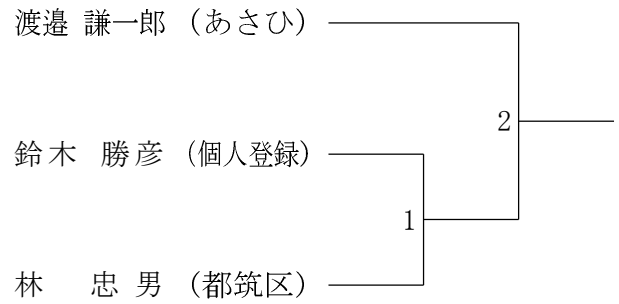 渡邉 謙一郎 （あさひ）
2
鈴木 勝彦 （個人登録）
1
林 忠男 （都筑区）